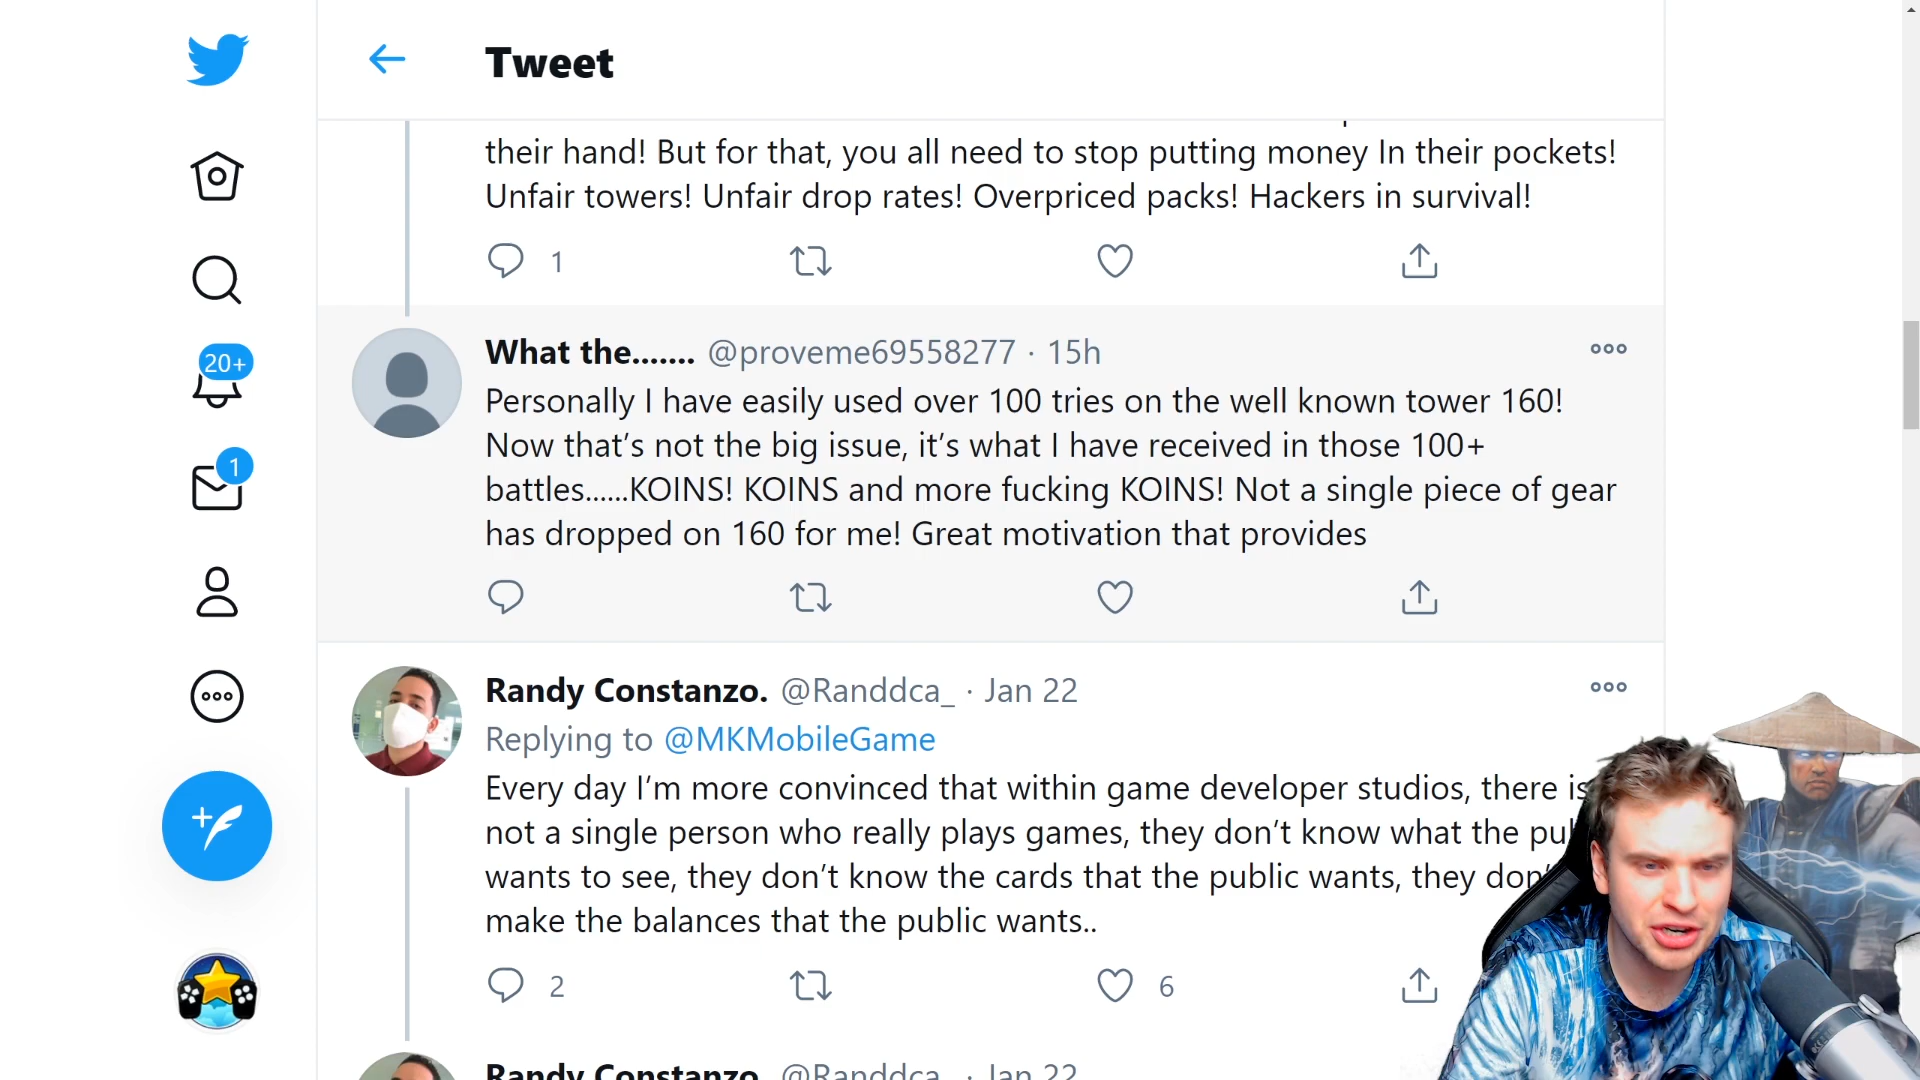 Tweet
their hand! But for that, you all need to stop putting money In their pockets!
Unfair towers! Unfair drop rates! Overpriced packs! Hackers in survival!
1
20+
What the....... @proveme69558277 · 15h
Personally I have easily used over 100 tries on the well known tower 160!
Now that’s not the big issue, it’s what I have received in those 100+
battles......KOINS! KOINS and more fucking KOINS! Not a single piece of gear
has dropped on 160 for me! Great motivation that provides
1
Randy Constanzo. @Randdca_ · Jan 22
Replying to @MKMobileGame
Every day I’m more convinced that within game developer studios, there is
not a single person who really plays games, they don’t know what the
wants to see, they don’t know the cards that the public wants, they
make the balances that the public wants..
2
6
Randy Constanzo. @Randdca_ · Jan 22